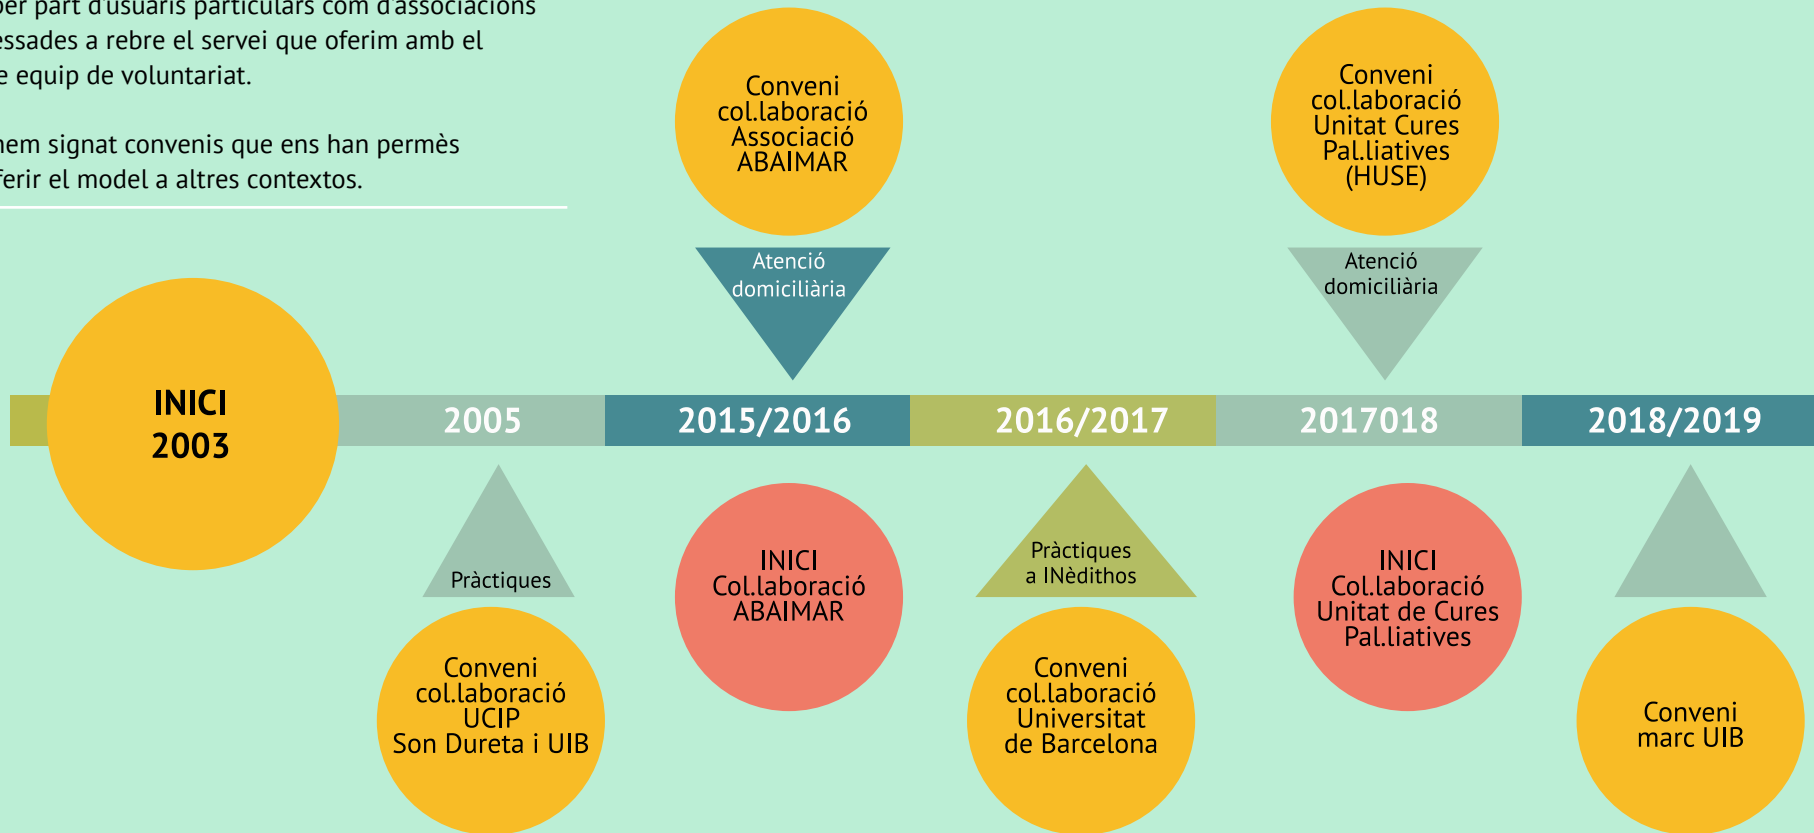 per part d'usuaris particulars com d'associacions
essades a rebre el servei que oferim amb el
e equip de voluntariat.
hem signat convenis que ens han permès
ferir el model a altres contextos.
Conveni
col.laboració
Associació
ABAIMAR
Conveni
col.laboració
Unitat Cures
Pal.liatives
(HUSE)
Atenció
domiciliària
Atenció
domiciliària
INICI
2003
2005
2015/2016
2016/2017
2017018
2018/2019
Pràctiques
Conveni
col.laboració
UCIP
Son Dureta i UIB
INICI
Col.laboració
ABAIMAR
Pràctiques
a INèdithos
Conveni
col.laboració
Universitat
de Barcelona
INICI
Col.laboració
Unitat de Cures
Pal.liatives
Conveni
marc UIB